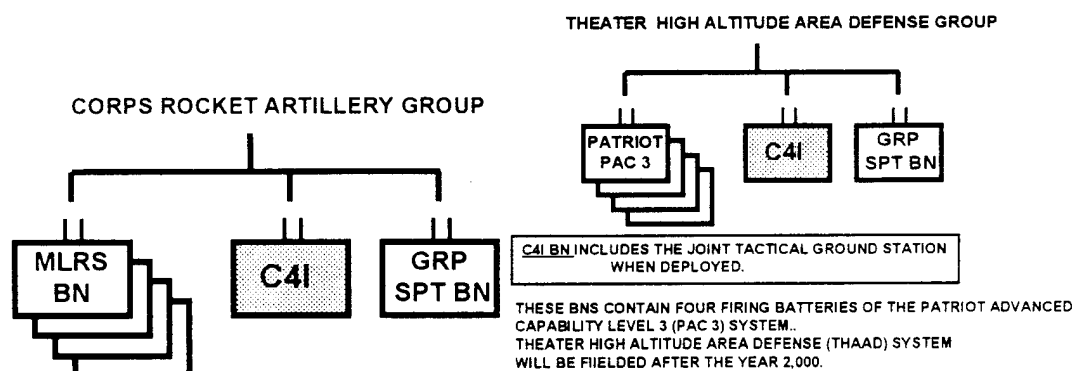 THEATER HIGH ALTITUDE AREA DEFENSE GROUP
PATRIOT
PAC 3
C4I
GRP
SPT BN
CORPS ROCKET ARTILLERY GROUP
MLRS
BN
C4I
GRP
SPT BN
C4I BN INCLUDES THE JOINT TACTICAL GROUND STATION
WHEN DEPLOYED.
THESE BNS CONTAIN FOUR FIRING BATTERIES OF THE PATRIOT ADVANCED
CAPABILITY LEVEL 3 (PAC 3) SYSTEM..
THEATER HIGH ALTITUDE AREA DEFENSE (THAAD) SYSTEM
WILL BE FIIELDED AFTER THE YEAR 2,000.